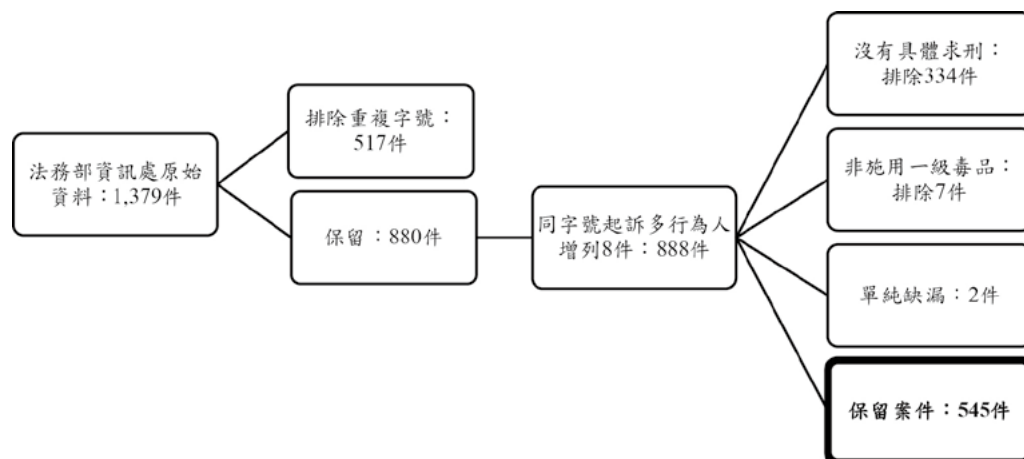 法務部資訊處原始
資料：1,379件
排除重複字號：
517件
保留：880件
同字號起訴多行為人
增列8件：888件
沒有具體求刑：
排除334件
非施用一級毒品：
排除7件
單純缺漏：2件
保留案件：545件